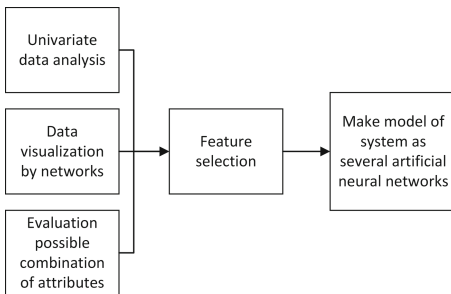 Univariate
data analysis
Data
visualization
by networks
Evaluation
possible
combination
of attributes
Feature
selection
Make model of
system as
several artificial
neural networks